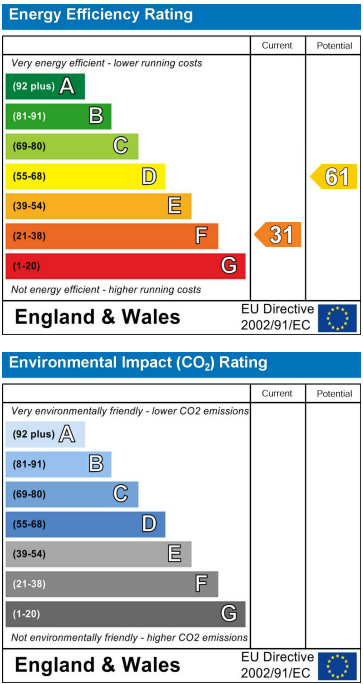 Energy Efficiency Rating
Current Potential
Very energy efficient - lower running costs
(92 plus) A
(81-91) B
(69-80) C
(55-68) D
61
(39-54) E
(21-38) F
31
(1-20) G
Not energy efficient - higher running costs
England & Wales
EU Directive
2002/91/EC
Environmental Impact (CO₂) Rating
Current Potential
Very environmentally friendly - lower CO2 emissions
(92 plus) A
(81-91) B
(69-80) C
(55-68) D
(39-54) E
(21-38) F
(1-20) G
Not environmentally friendly - higher CO2 emissions
England & Wales
EU Directive
2002/91/EC